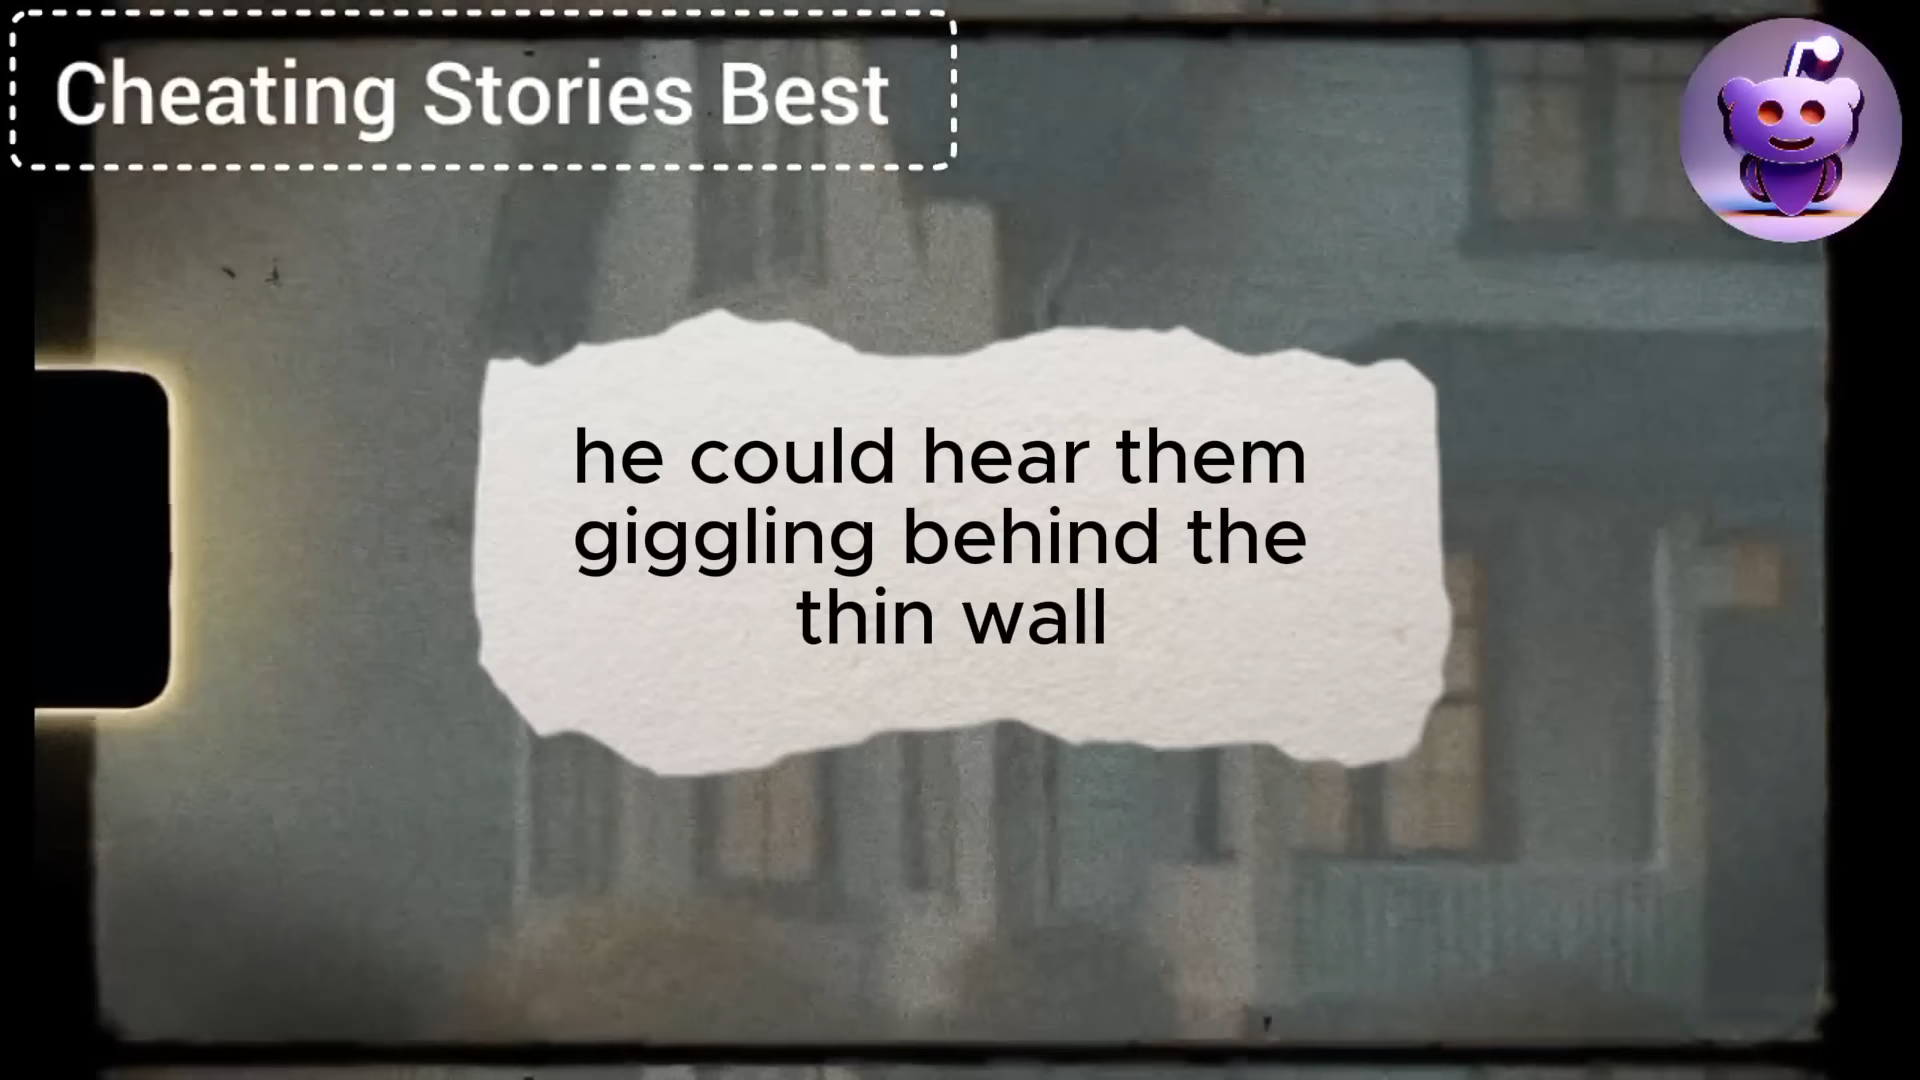 Cheating Stories Best
he could hear them
giggling behind the
thin wall